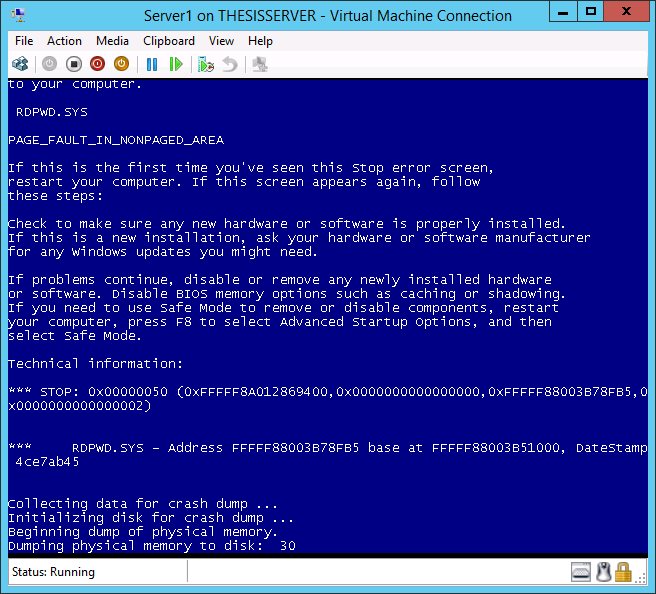 Server1 on THESISSERVER - Virtual Machine Connection
File Action Media Clipboard View Help
to your computer.
RDPWD.SYS
PAGE_FAULT_IN_NONPAGED_AREA
If this is the first time you've seen this Stop error screen,
restart your computer. If this screen appears again, follow
these steps:
Check to make sure any new hardware or software is properly installed.
If this is a new installation, ask your hardware or software manufacturer
for any Windows updates you might need.
If problems continue, disable or remove any newly installed hardware
or software. Disable BIOS memory options such as caching or shadowing.
If you need to use Safe Mode to remove or disable components, restart
your computer, press F8 to select Advanced Startup Options, and then
select Safe Mode.
Technical information:
*** STOP: 0x00000050 (0xFFFFF8A012869400,0x0000000000000000,0xFFFFF88003B78FB5,0
x0000000000000002)
*** RDPWD.SYS - Address FFFFF88003B78FB5 base at FFFFF88003B51000, DateStamp
4ce7ab45
Collecting data for crash dump ...
Initializing disk for crash dump ...
Beginning dump of physical memory.
Dumping physical memory to disk: 30
Status: Running